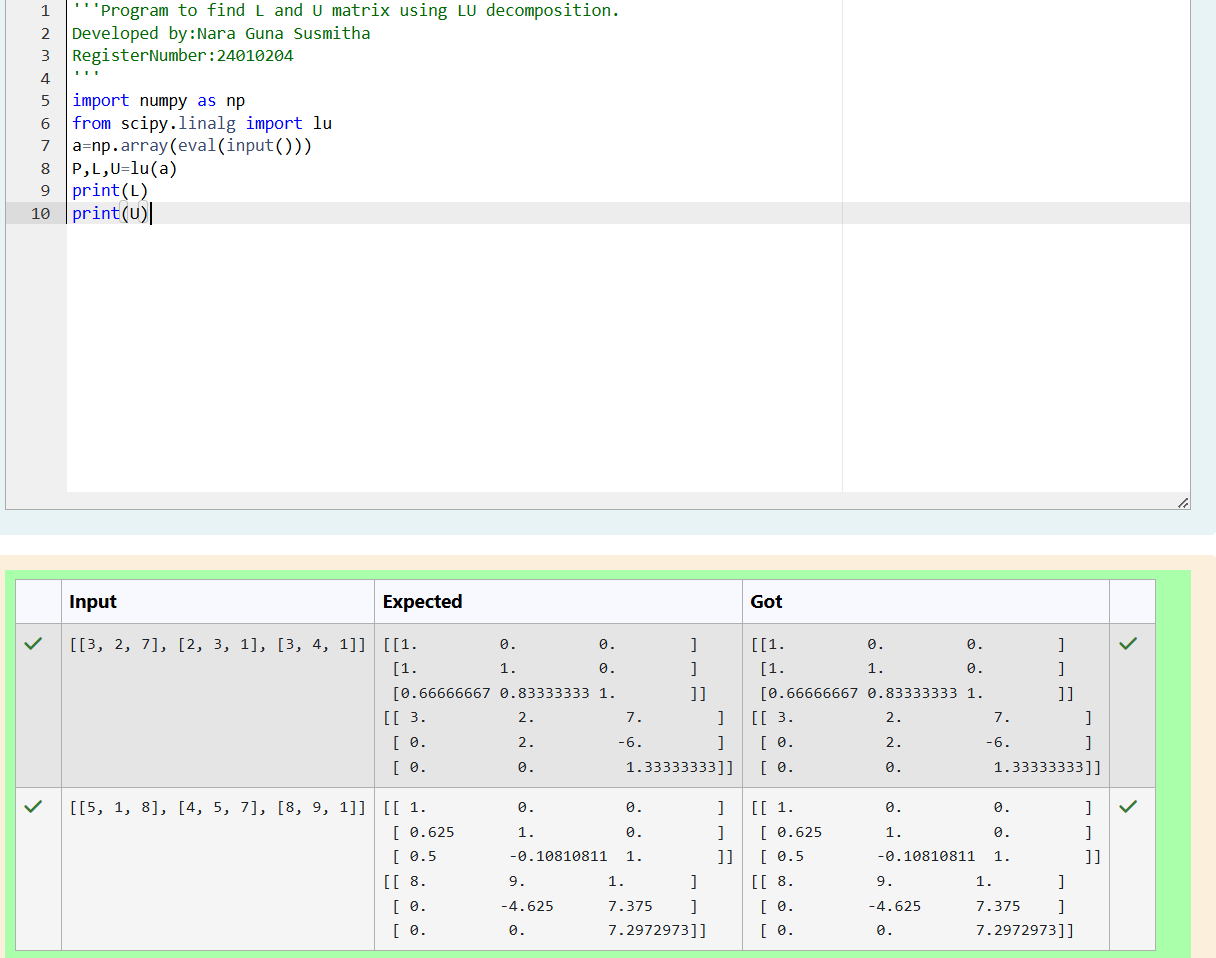 1 '''Program to find L and U matrix using LU decomposition.
2 Developed by:Nara Guna Susmitha
3 RegisterNumber:24010204
4 '''
5 import numpy as np
6 from scipy.linalg import lu
7 a=np.array(eval(input()))
8 P,L,U=lu(a)
9 print(L)
10 print(U)
Input Expected Got
[[3, 2, 7], [2, 3, 1], [3, 4, 1]] [[1. 0. 0. ] [[1. 0. 0. ]
[1. 1. 0. ] [1. 1. 0. ]
[0.66666667 0.83333333 1. ]] [0.66666667 0.83333333 1. ]]
[[ 3. 2. 7. ] [[ 3. 2. 7. ]
[ 0. 2. -6. ] [ 0. 2. -6. ]
[ 0. 0. 1.33333333]] [ 0. 0. 1.33333333]]
[[5, 1, 8], [4, 5, 7], [8, 9, 1]] [[ 1. 0. 0. ] [[ 1. 0. 0. ]
[ 0.625 1. 0. ] [ 0.625 1. 0. ]
[ 0.5 -0.10810811 1. ]] [ 0.5 -0.10810811 1. ]]
[[ 8. 9. 1. ] [[ 8. 9. 1. ]
[ 0. -4.625 7.375 ] [ 0. -4.625 7.375 ]
[ 0. 0. 7.2972973]] [ 0. 0. 7.2972973]]